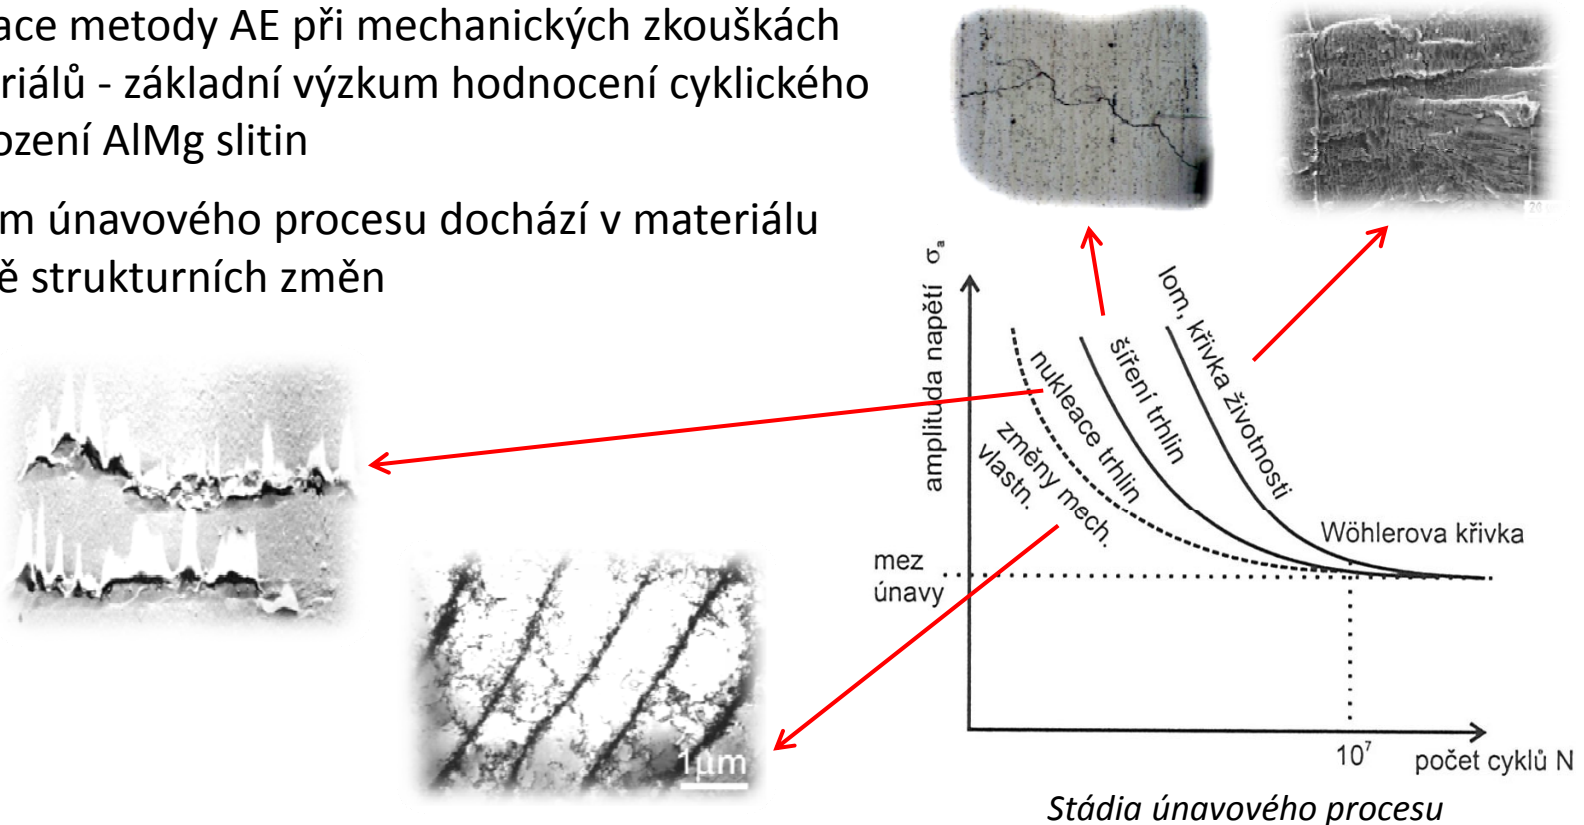 ace metody AE při mechanických zkouškách
riálů - základní výzkum hodnocení cyklického
ození AlMg slitin
m únavového procesu dochází v materiálu
ě strukturních změn
amplituda napětí σa
lom, křivka životnosti
šíření trhlin
nukleace trhlin
změny mech.
vlastn.
Wöhlerova křivka
mez
únavy
1μm
10⁷
počet cyklů N
Stádia únavového procesu